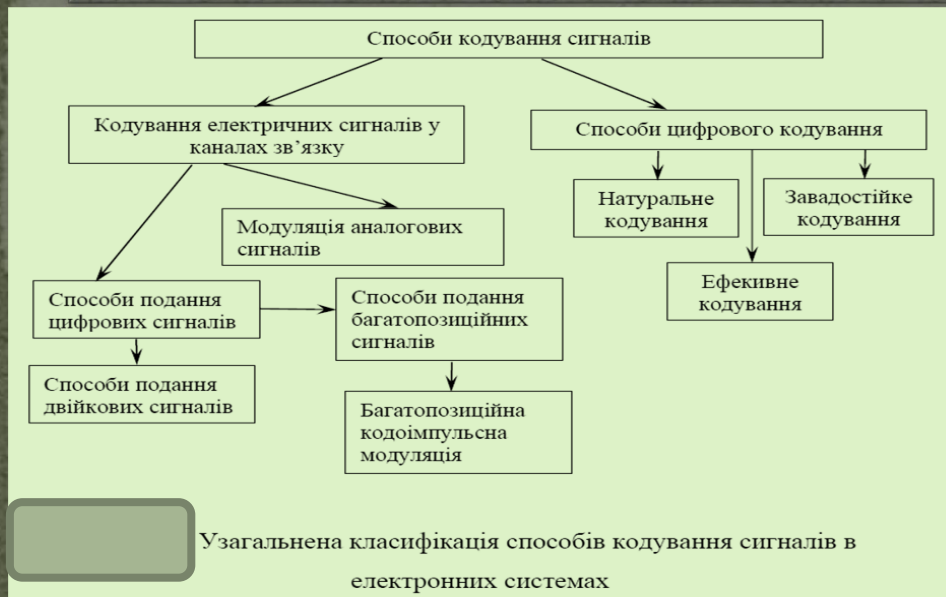 Способи кодування сигналів
Кодування електричних сигналів у
каналах зв’язку
Способи цифрового кодування
Натуральне
кодування
Завадостійке
кодування
Модуляція аналогових
сигналів
Ефекивне
кодування
Способи подання
цифрових сигналів
Способи подання
багатопозиційних
сигналів
Способи подання
двійкових сигналів
Багатопозиційна
кодоімпульсна
модуляція
Узагальнена класифікація способів кодування сигналів в
електронних системах